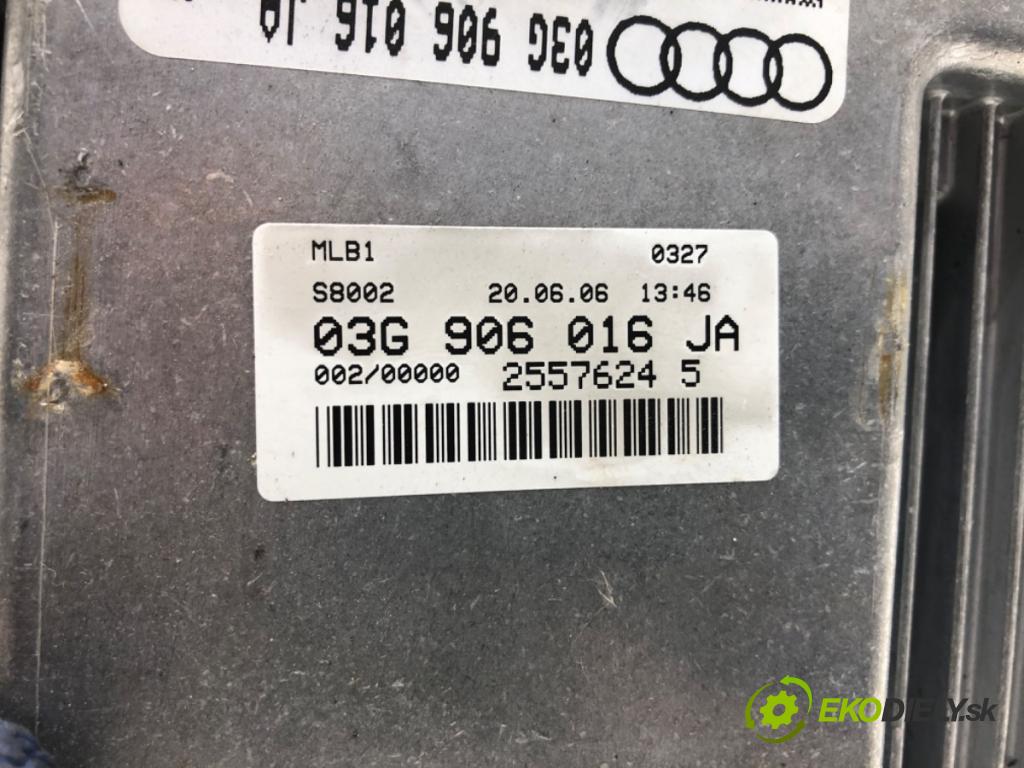 03G 906 016 JA
MLB1 0327
S8002 20.06.06 13:46
03G 906 016 JA
002/00000 2557624 5
EKODIELY.sk